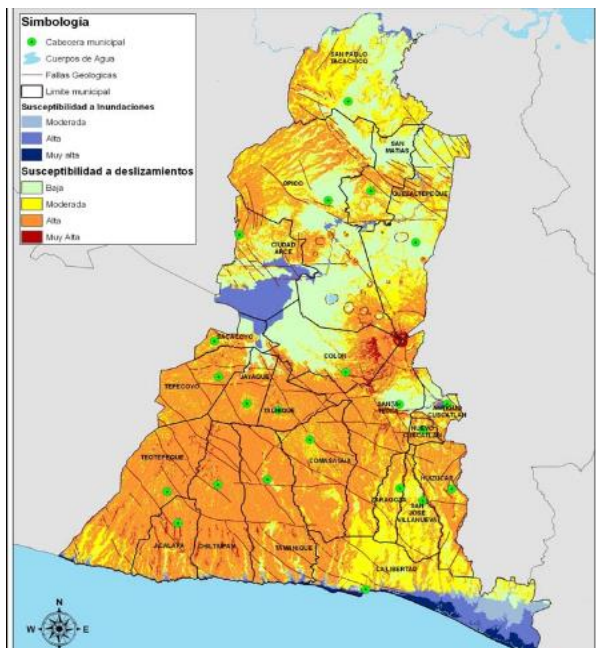 Simbología
Cabecera municipal
Cuerpos de Agua
Fallas Geologicas
Limite municipal
Susceptibilidad a Inundaciones
Moderada
Alta
Muy alta
Susceptibilidad a deslizamientos
Baja
Moderada
Alta
Muy Alta
SAN PABLO
TACACHICO
SAN
MATIAS
OPICO
QUEZALTEPEQUE
CIUDAD
ARCE
SACACOYO
COLON
TEPECOYO
JAYAQUE
TALNIQUE
SANTA
TECLA
ANTIGUO
CUSCATLAN
NUEVO
CUSCATLAN
COMASAGUA
TEOTEPEQUE
HUIZUCAR
ZARAGOZA
SAN
JOSE
VILLANUEVA
JICALAPA
CHILTIUPAN
TAMANIQUE
LA LIBERTAD
N
W
E
S